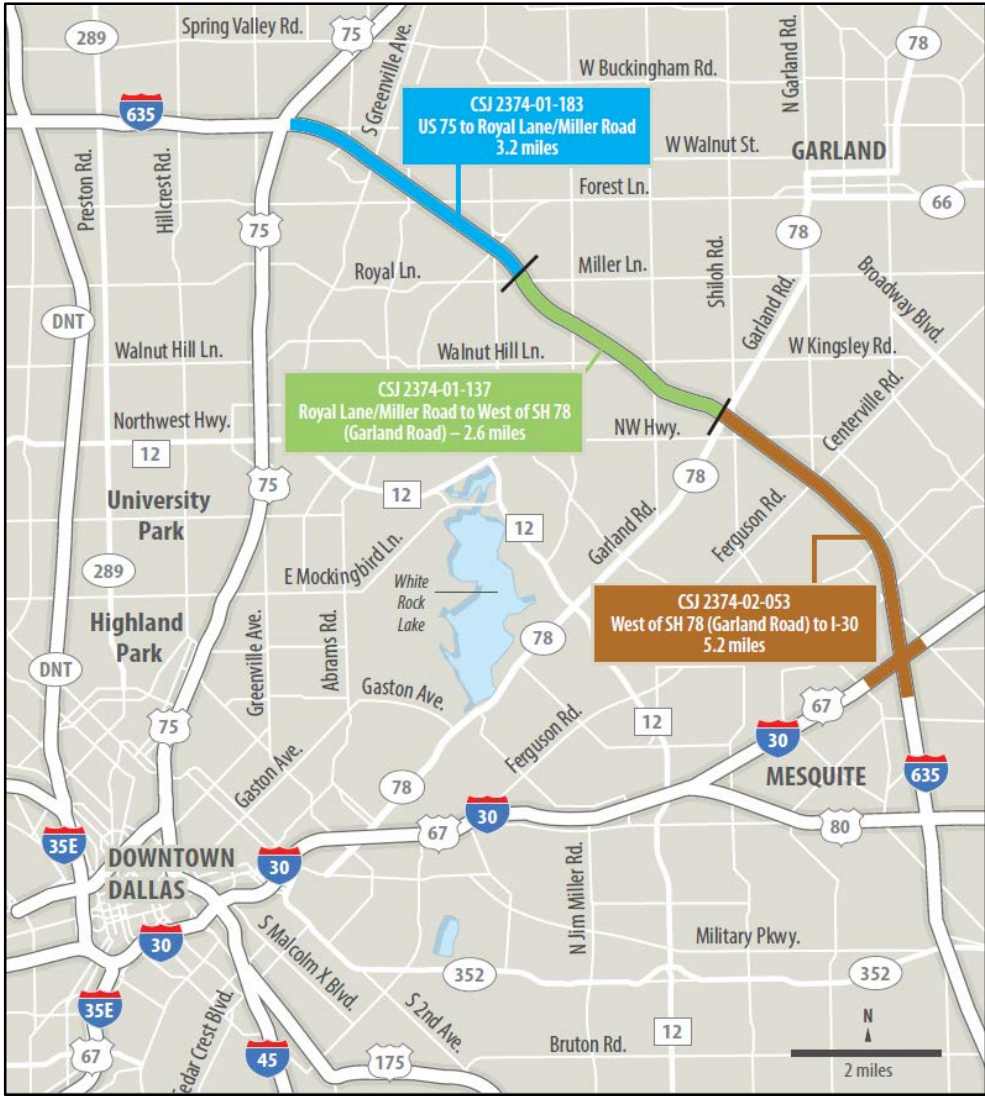 Spring Valley Rd.
289
75
S Greenville Ave.
N Garland Rd.
78
W Buckingham Rd.
635
CSJ 2374-01-183
US 75 to Royal Lane/Miller Road
3.2 miles
W Walnut St.
GARLAND
Preston Rd.
Hillcrest Rd.
Forest Ln.
66
75
78
Royal Ln.
Miller Ln.
Shiloh Rd.
Garland Rd.
Broadway Blvd.
DNT
Walnut Hill Ln.
Walnut Hill Ln.
W Kingsley Rd.
CSJ 2374-01-137
Royal Lane/Miller Road to West of SH 78
(Garland Road) – 2.6 miles
Centerville Rd.
Northwest Hwy.
NW Hwy.
12
75
12
78
University
Park
12
Garland Rd.
Ferguson Rd.
289
E Mockingbird Ln.
White
Rock
Lake
CSJ 2374-02-053
West of SH 78 (Garland Road) to I-30
5.2 miles
Highland
Park
Greenville Ave.
Abrams Rd.
78
DNT
Gaston Ave.
67
75
Ferguson Rd.
12
30
Gaston Ave.
MESQUITE
635
78
30
67
80
35E
DOWNTOWN
DALLAS
30
30
S Malcolm X Blvd.
N Jim Miller Rd.
Military Pkwy.
352
352
35E
S 2nd Ave.
N
67
Cedar Crest Blvd.
45
175
Bruton Rd.
12
2 miles